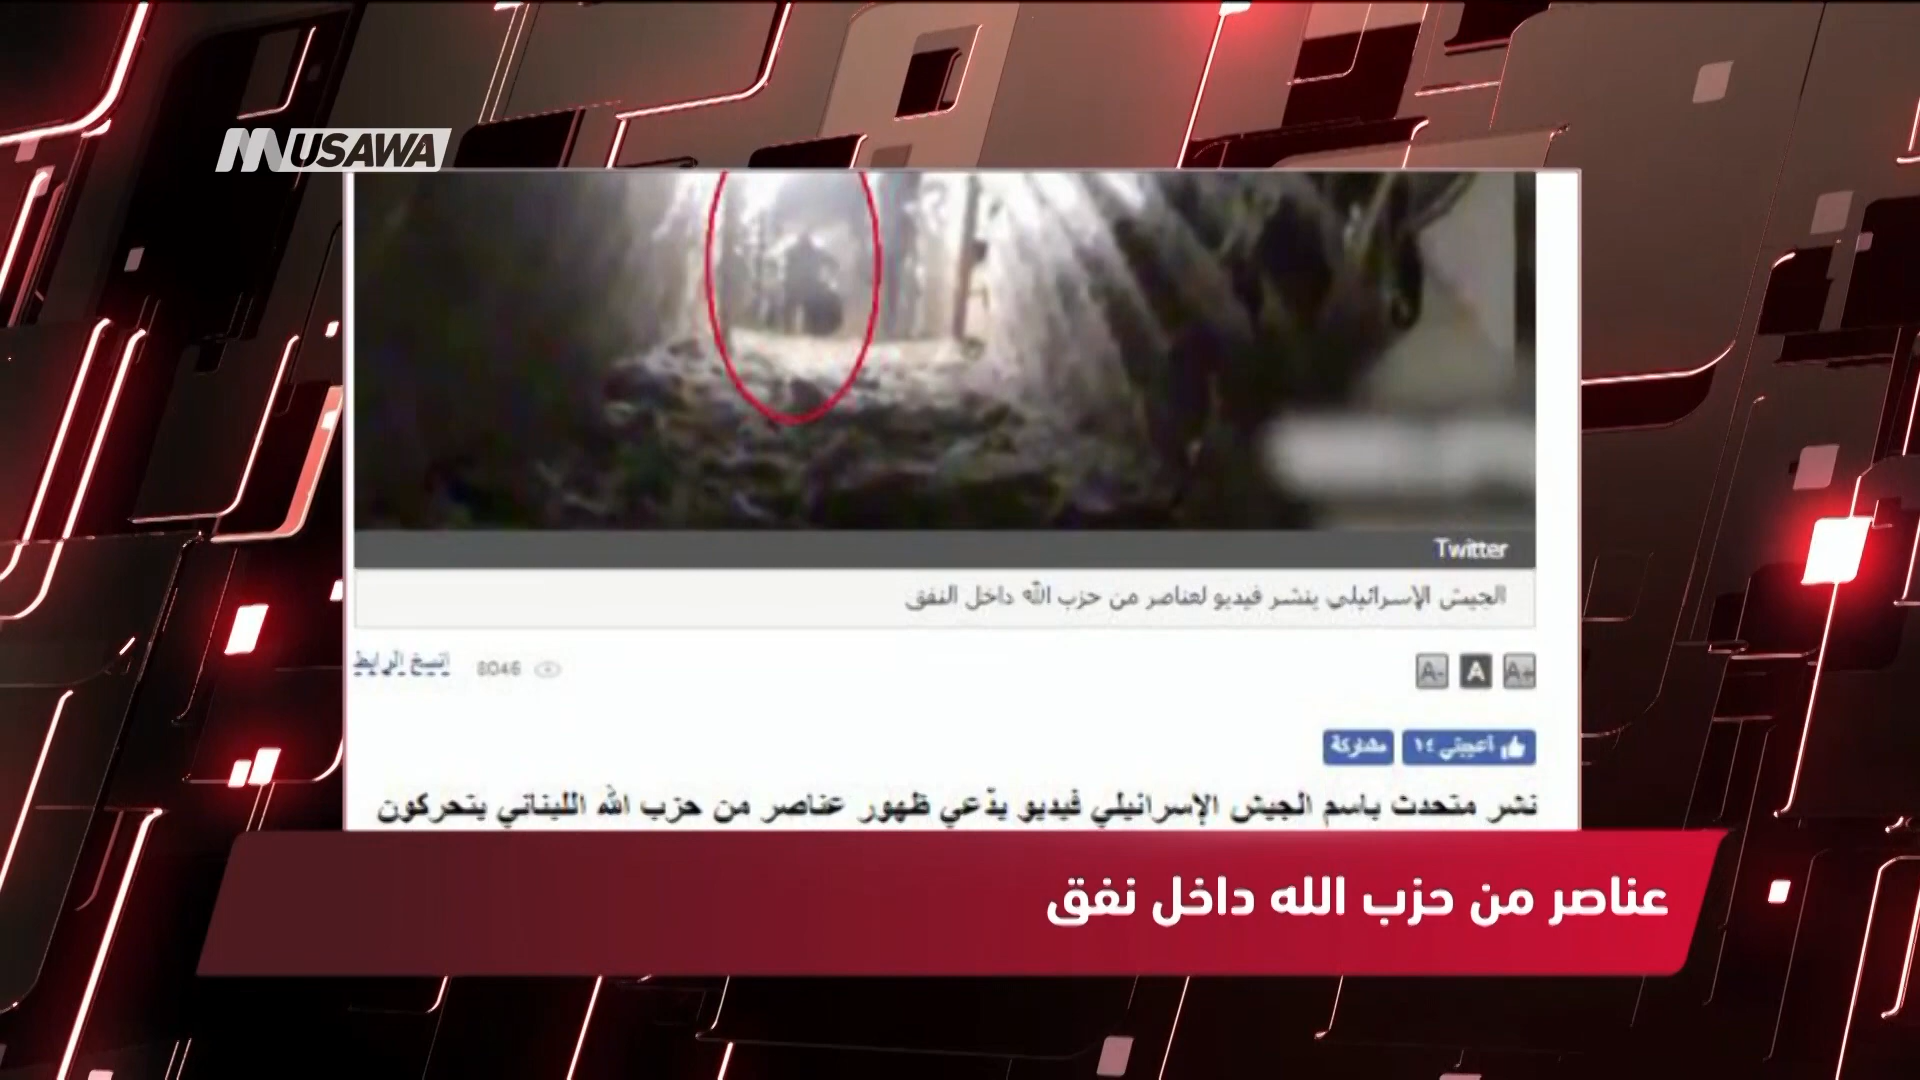 MUSAWA
Twitter
الجيش الإسرائيلي ينشر فيديو لعناصر من حزب الله داخل النفق
A- A A+
8046 انسخ الرابط
أعجبني ١٤ مشاركة
نشر متحدث باسم الجيش الإسرائيلي فيديو يدّعي ظهور عناصر من حزب الله اللبناني يتحركون
عناصر من حزب الله داخل نفق